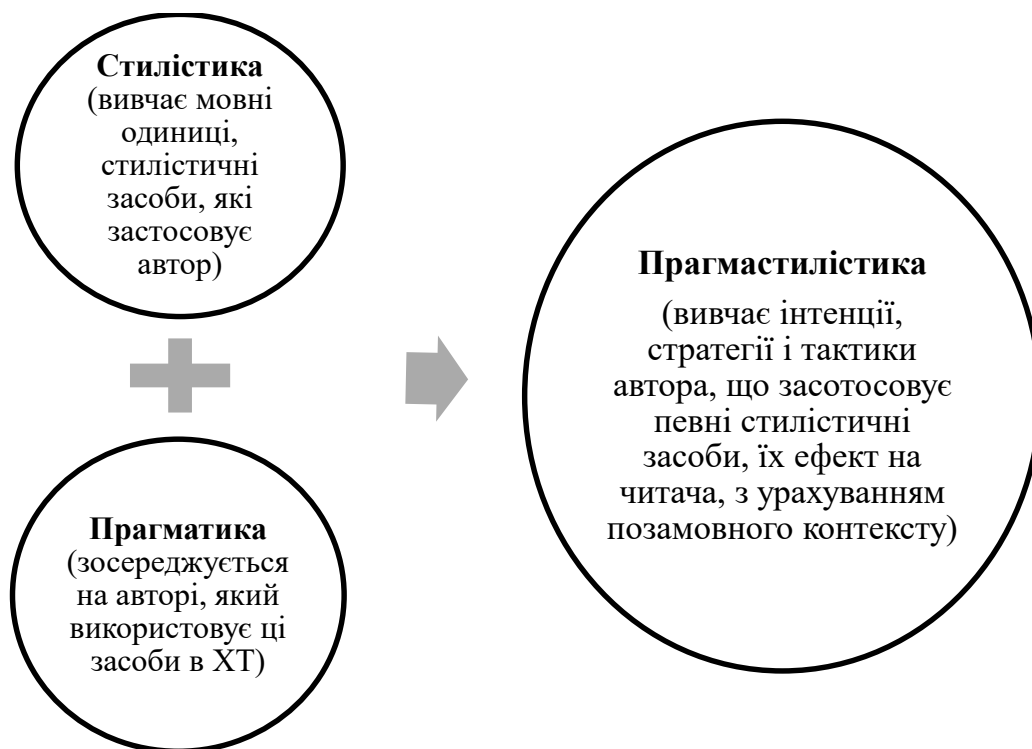 Стилістика
(вивчає мовні
одиниці,
стилістичні
засоби, які
застосовує
автор)
Прагматика
(зосереджується
на авторі, який
використовує ці
засоби в ХТ)
Прагмастилістика
(вивчає інтенції,
стратегії і тактики
автора, що засотосовує
певні стилістичні
засоби, їх ефект на
читача, з урахуванням
позамовного контексту)